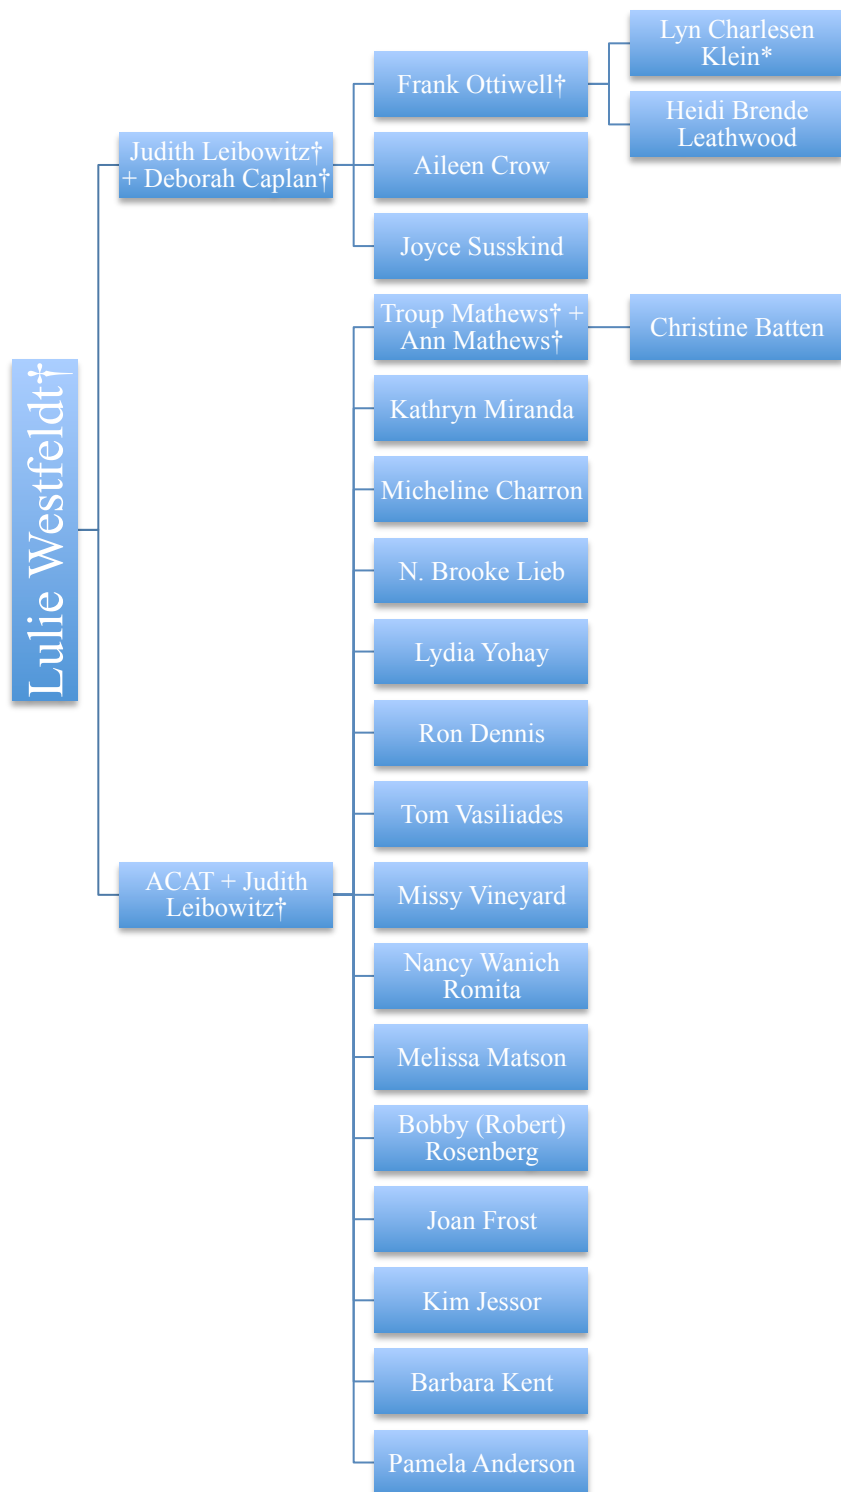 Lulie Westfeldt†
Judith Leibowitz†
+ Deborah Caplan†
Frank Ottiwell†
Lyn Charlesen
Klein*
Heidi Brende
Leathwood
Aileen Crow
Joyce Susskind
ACAT + Judith
Leibowitz†
Troup Mathews† +
Ann Mathews†
Christine Batten
Kathryn Miranda
Micheline Charron
N. Brooke Lieb
Lydia Yohay
Ron Dennis
Tom Vasiliades
Missy Vineyard
Nancy Wanich
Romita
Melissa Matson
Bobby (Robert)
Rosenberg
Joan Frost
Kim Jessor
Barbara Kent
Pamela Anderson